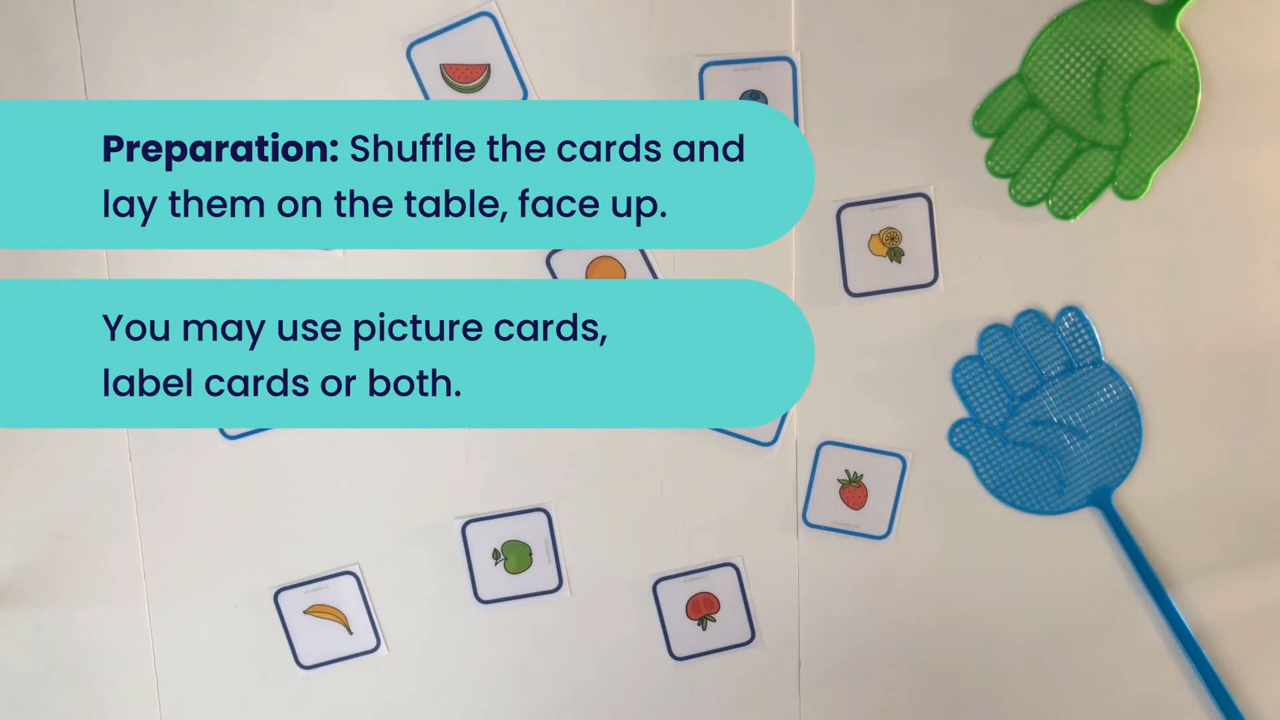 Preparation: Shuffle the cards and
lay them on the table, face up.
You may use picture cards,
label cards or both.